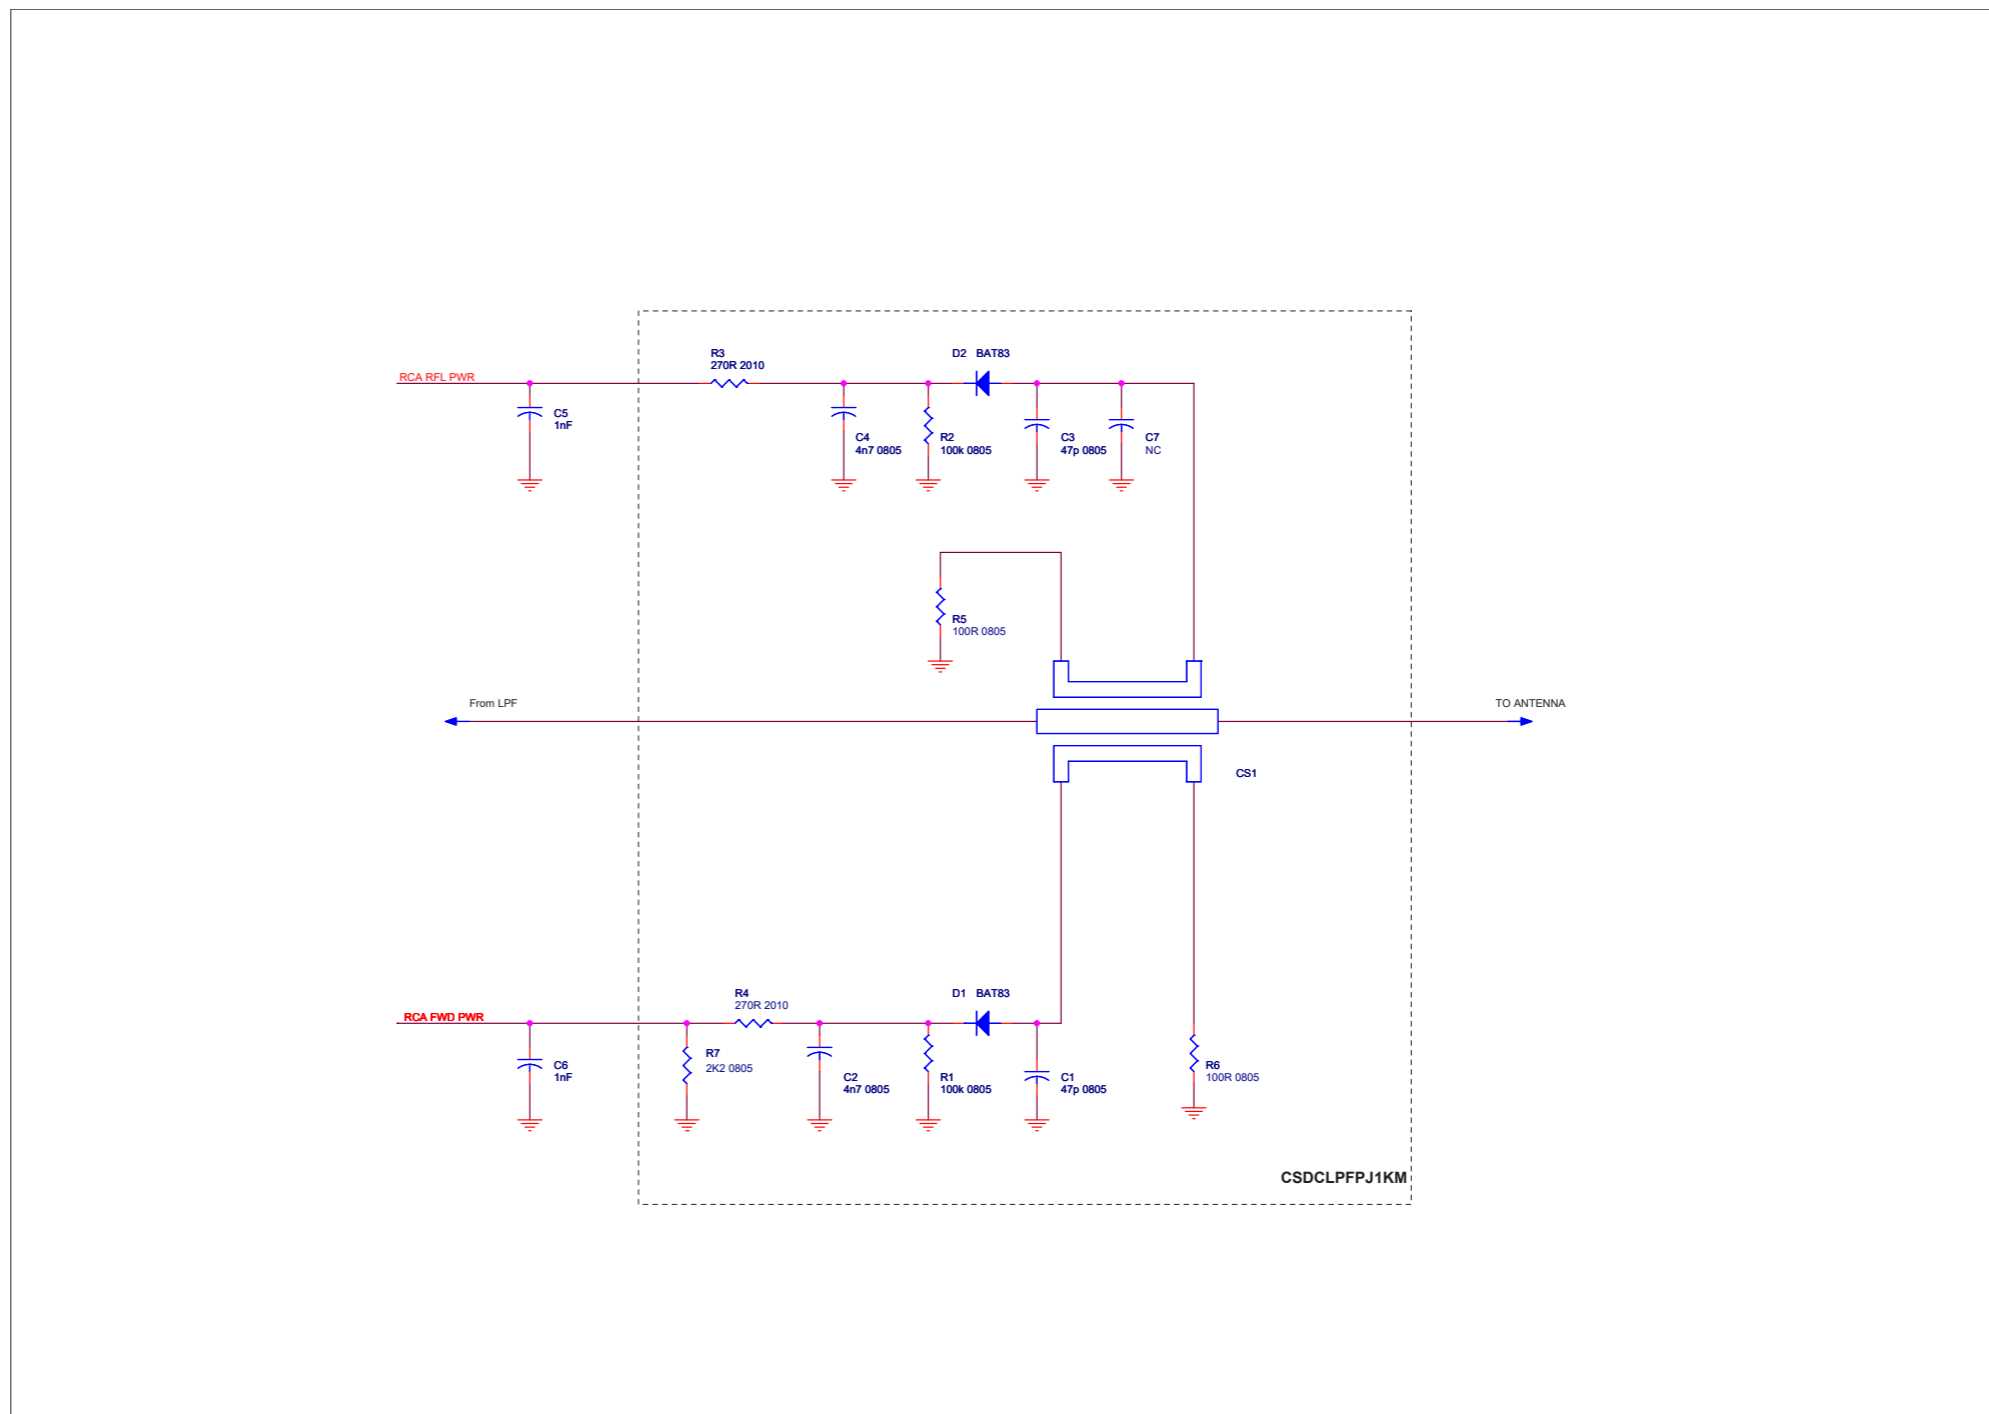 R3
270R 2010
D2 BAT83
RCA RFL PWR
C5
1nF
C4
4n7 0805
R2
100k 0805
C3
47p 0805
C7
NC
R5
100R 0805
From LPF
TO ANTENNA
CS1
R4
270R 2010
D1 BAT83
RCA FWD PWR
C6
1nF
R7
2K2 0805
C2
4n7 0805
R1
100k 0805
C1
47p 0805
R6
100R 0805
CSDCLPFPJ1KM